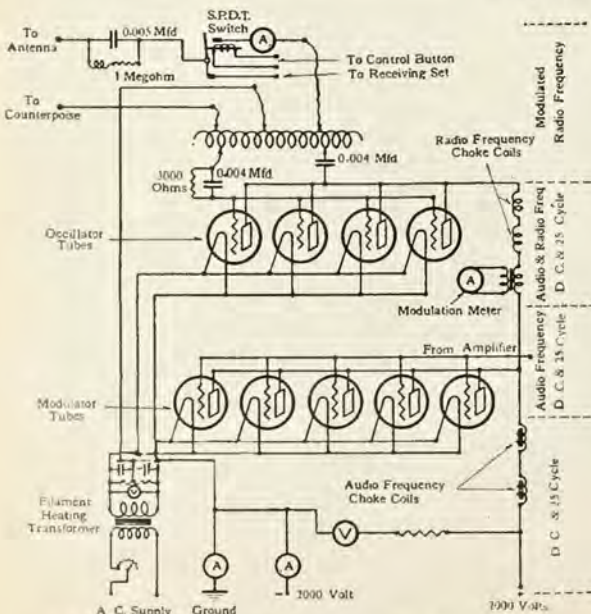 To
Antenna
0.005 Mfd
1 Megohm
S.P.D.T.
Switch
A
To Control Button
To Receiving Set
To
Counterpoise
Modulated
Radio Frequency
Radio Frequency
Choke Coils
3000
Ohms
0.004 Mfd
0.004 Mfd
Audio & Radio Freq
D. C. & 25 Cycle
Occillator
Tubes
A
Modulation Meter
From Amplifier
Audio Frequency
D. C. & 25 Cycle
Modulator
Tubes
Audio Frequency
Choke Coils
D C. & 25 Cycle
V
Filament
Heating
Transformer
V
A
A
A. C. Supply
Ground
2000 Volt
2000 Volts